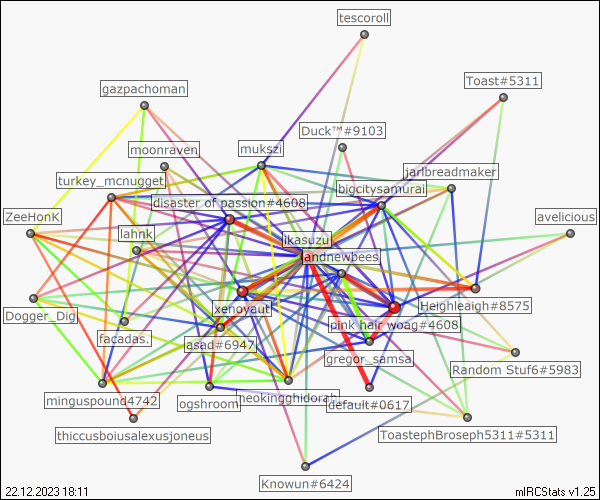 tescoroll
Toast#5311
gazpachoman
Duck™#9103
moonraven
mukszi
jarlbreadmaker
turkey_mcnugget
bigcitysamurai
disaster of passion#4608
ZeeHonK
avelicious
lahnk
ikasuzu
andnewbees
Heighleaigh#8575
xenoyaut
Dogger_Dig
pink hair woag#4608
facadas.
asad#6947
gregor_samsa
Random Stuf6#5983
minguspound4742
ogshroom
neokingghidorah
default#0617
thiccusboiusalexusjoneus
ToastephBroseph5311#5311
Knowun#6424
22.12.2023 18:11
mIRCStats v1.25